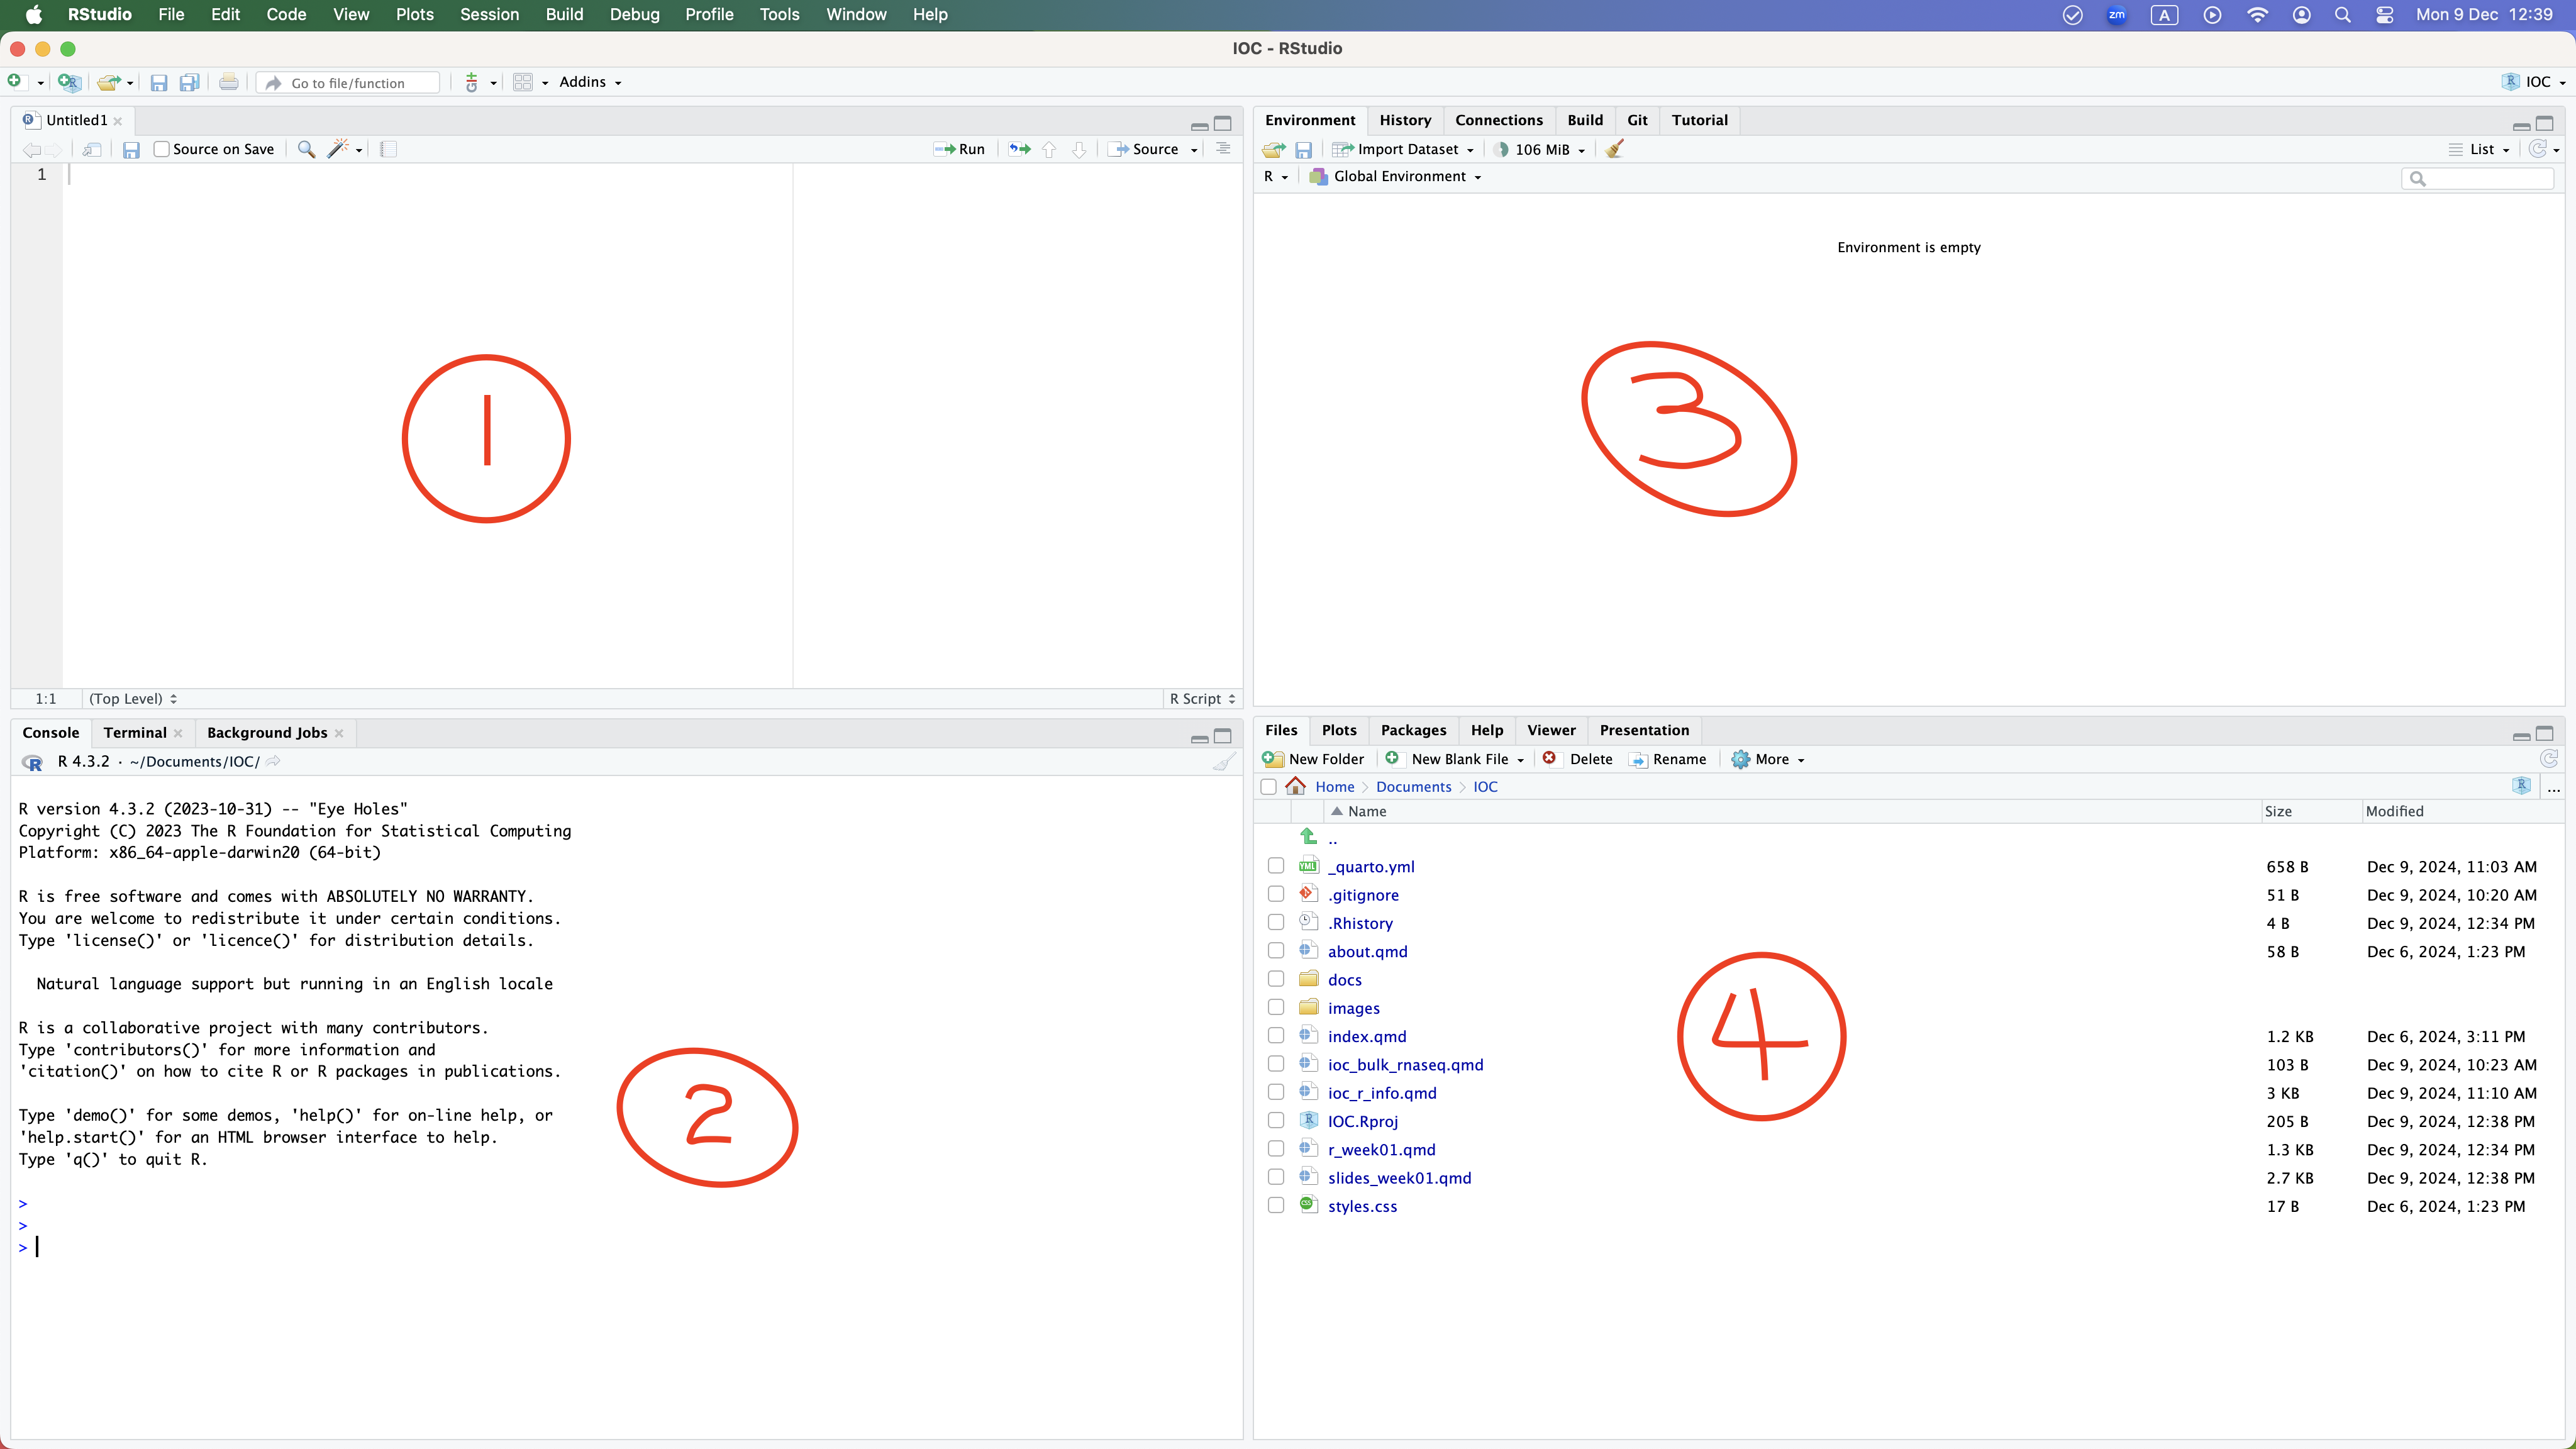 RStudio File Edit Code View Plots Session Build Debug Profile Tools Window Help zm A Mon 9 Dec 12:39
IOC - RStudio
Go to file/function Addins IOC
Untitled1
Source on Save Run Source
1
1
1:1 (Top Level) R Script
Console Terminal Background Jobs
R 4.3.2 · ~/Documents/IOC/
R version 4.3.2 (2023-10-31) -- "Eye Holes"
Copyright (C) 2023 The R Foundation for Statistical Computing
Platform: x86_64-apple-darwin20 (64-bit)
R is free software and comes with ABSOLUTELY NO WARRANTY.
You are welcome to redistribute it under certain conditions.
Type 'license()' or 'licence()' for distribution details.
Natural language support but running in an English locale
R is a collaborative project with many contributors.
Type 'contributors()' for more information and
'citation()' on how to cite R or R packages in publications.
Type 'demo()' for some demos, 'help()' for on-line help, or
'help.start()' for an HTML browser interface to help.
Type 'q()' to quit R.
>
>
>
2
Environment History Connections Build Git Tutorial
Import Dataset 106 MiB List
R Global Environment
Environment is empty
3
Files Plots Packages Help Viewer Presentation
New Folder New Blank File Delete Rename More
Home Documents IOC ...
Name Size Modified
..
_quarto.yml 658 B Dec 9, 2024, 11:03 AM
.gitignore 51 B Dec 9, 2024, 10:20 AM
.Rhistory 4 B Dec 9, 2024, 12:34 PM
about.qmd 58 B Dec 6, 2024, 1:23 PM
docs
images
index.qmd 1.2 KB Dec 6, 2024, 3:11 PM
ioc_bulk_rnaseq.qmd 103 B Dec 9, 2024, 10:23 AM
ioc_r_info.qmd 3 KB Dec 9, 2024, 11:10 AM
IOC.Rproj 205 B Dec 9, 2024, 12:38 PM
r_week01.qmd 1.3 KB Dec 9, 2024, 12:34 PM
slides_week01.qmd 2.7 KB Dec 9, 2024, 12:38 PM
styles.css 17 B Dec 6, 2024, 1:23 PM
4